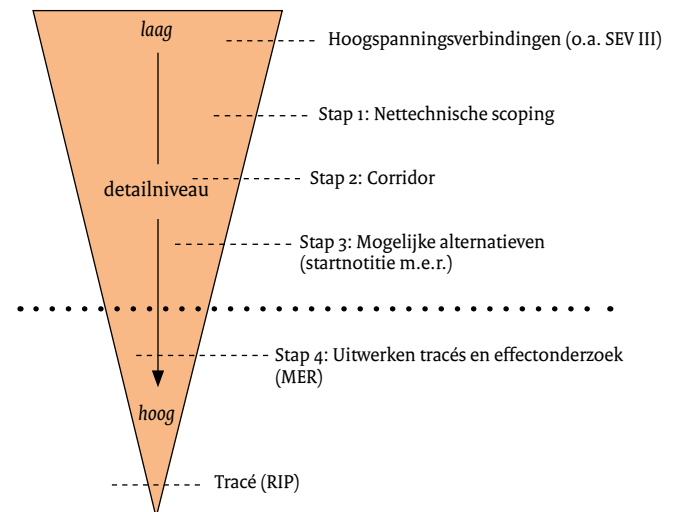 laag
Hoogspanningsverbindingen (o.a. SEV III)
Stap 1: Nettechnische scoping
Stap 2: Corridor
detailniveau
Stap 3: Mogelijke alternatieven
(startnotitie m.e.r.)
Stap 4: Uitwerken tracés en effectonderzoek
(MER)
hoog
Tracé (RIP)